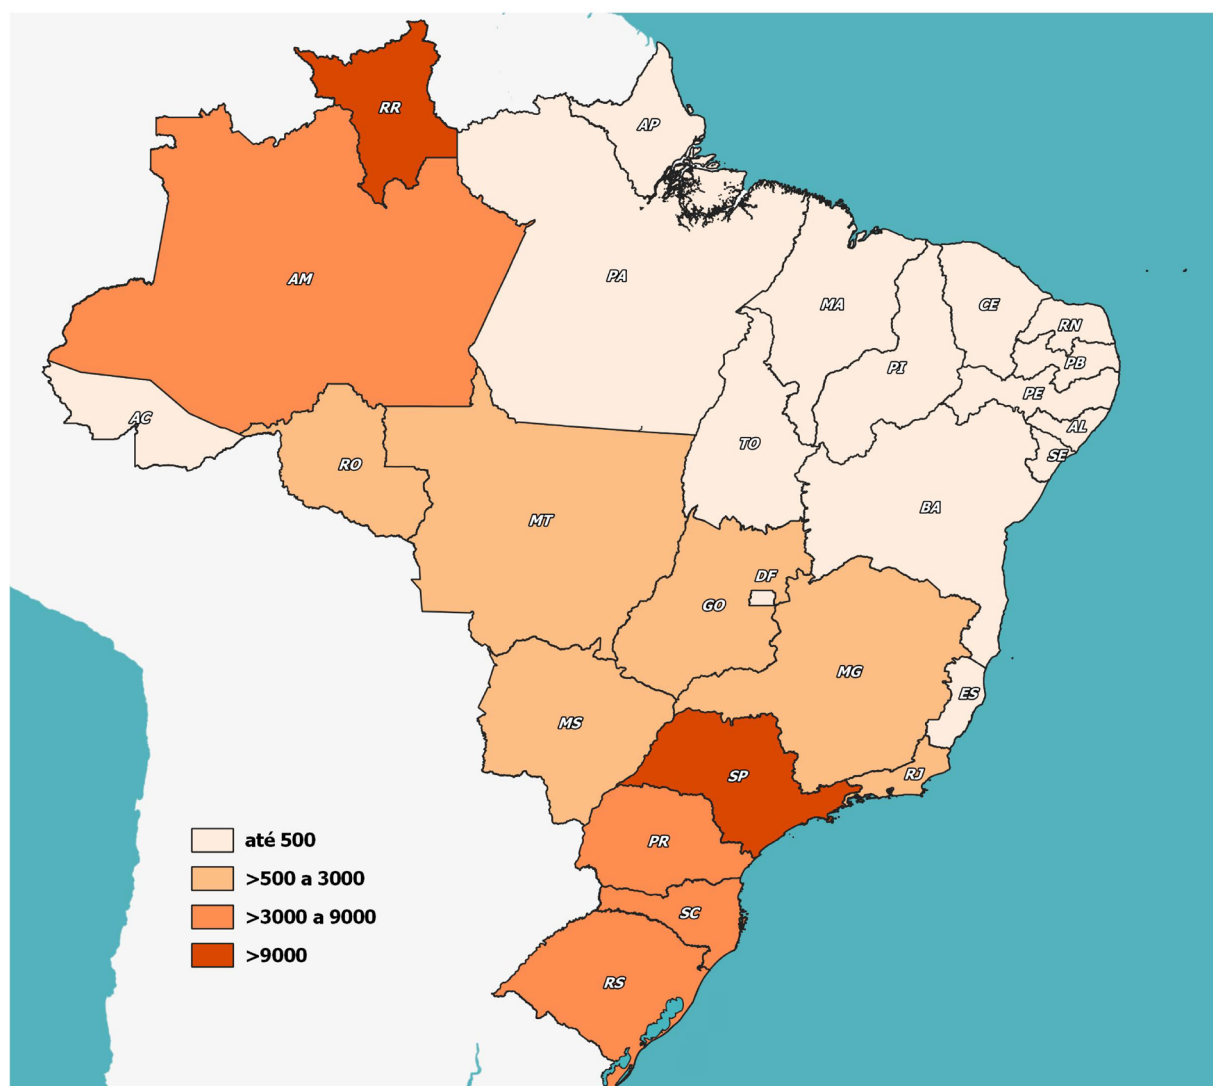 RR
AP
AM
PA
MA
CE
RN
PI
PB
PE
AC
AL
TO
SE
RO
BA
MT
DF
GO
MG
ES
MS
RJ
SP
até 500
PR
>500 a 3000
>3000 a 9000
SC
>9000
RS